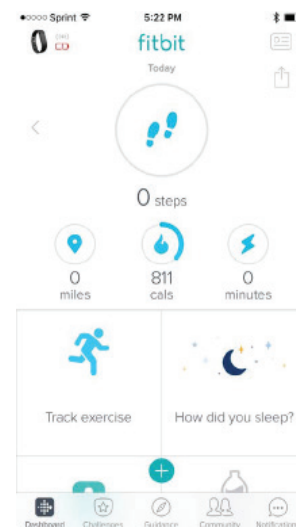 Sprint 5:22 PM
fitbit
Today
0 steps
0 811 0
miles cals minutes
Track exercise How did you sleep?
Dashboard Challenges Guidance Community Notifications